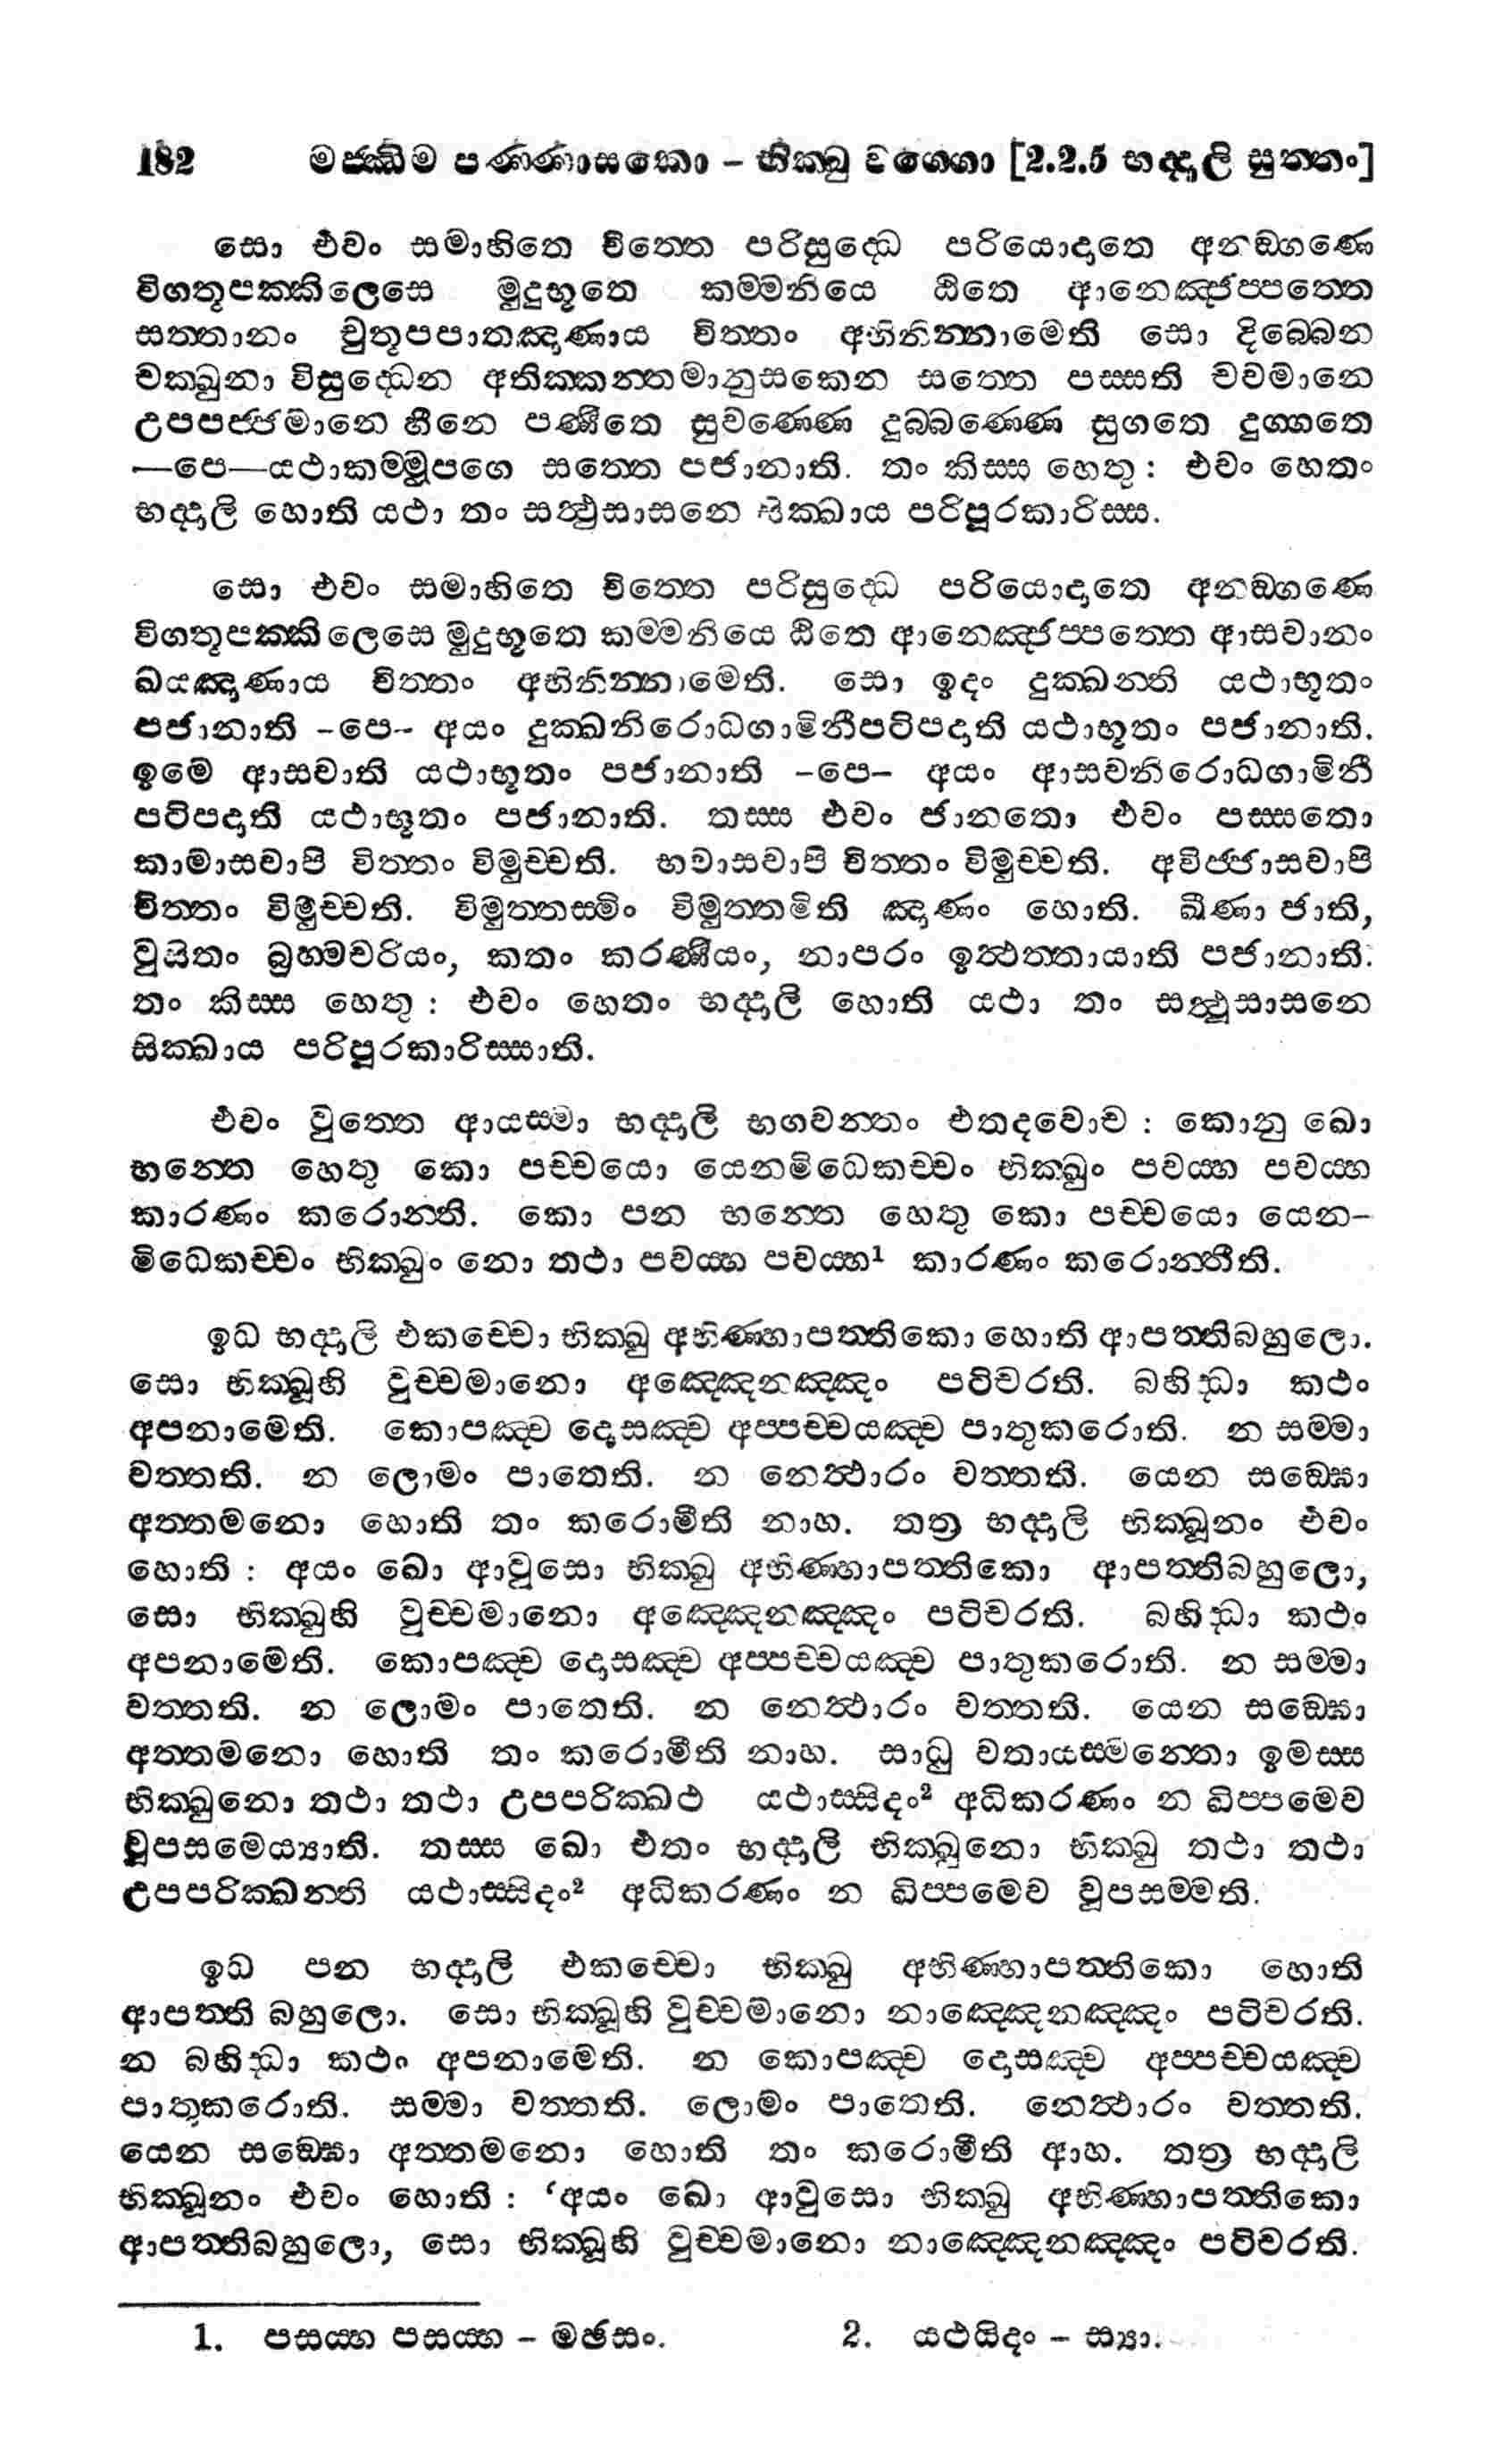 182 මජ්ඣිම පණ්ණාසකො - භික්ඛු වග්ගො [2.2.5 භද්දාලි සුත්තං]
සො එවං සමාහිතෙ චිත්තෙ පරිසුද්ධෙ පරියොදාතෙ අනඞ්ගණෙ
විගතූපක්කිලෙසෙ මුදුභූතෙ කම්මනියෙ ඨිතෙ ආනෙඤ්ජප්පත්තෙ
සත්තානං චුතූපපාතඤාණාය චිත්තං අභිනින්නාමෙති සො දිබ්බෙන
චක්ඛුනා විසුද්ධෙන අතික්කන්තමානුසකෙන සත්තෙ පස්සති චවමානෙ
උපපජ්ජමානෙ හීනෙ පණීතෙ සුවණ්ණෙ දුබ්බණ්ණෙ සුගතෙ දුග්ගතෙ
—පෙ—යථාකම්මූපගෙ සත්තෙ පජානාති. තං කිස්ස හෙතු : එවං හෙතං
භද්දාලි හොති යථා තං සත්ථුසාසනෙ සික්ඛාය පරිපූරකාරිස්ස.
සො එවං සමාහිතෙ චිත්තෙ පරිසුද්ධෙ පරියොදාතෙ අනඞ්ගණෙ
විගතූපක්කිලෙසෙ මුදුභූතෙ කම්මනියෙ ඨිතෙ ආනෙඤ්ජප්පත්තෙ ආසවානං
ඛයඤාණාය චිත්තං අභිනින්නාමෙති. සො ඉදං දුක්ඛන්ති යථාභූතං
පජානාති -පෙ- අයං දුක්ඛනිරොධගාමිනීපටිපදාති යථාභූතං පජානාති.
ඉමෙ ආසවාති යථාභූතං පජානාති -පෙ- අයං ආසවනිරොධගාමිනී
පටිපදාති යථාභූතං පජානාති. තස්ස එවං ජානතො එවං පස්සතො
කාමාසවාපි චිත්තං විමුච්චති. භවාසවාපි චිත්තං විමුච්චති. අවිජ්ජාසවාපි
චිත්තං විමුච්චති. විමුත්තස්මිං විමුත්තමිති ඤාණං හොති. ඛීණා ජාති,
වුසිතං බ්‍රහ්මචරියං, කතං කරණීයං, නාපරං ඉත්ථත්තායාති පජානාති.
තං කිස්ස හෙතු : එවං හෙතං භද්දාලි හොති යථා තං සත්ථුසාසනෙ
සික්ඛාය පරිපූරකාරිස්සාති.
එවං වුත්තෙ ආයස්මා භද්දාලි භගවන්තං එතදවොච : කොනු ඛො
භන්තෙ හෙතු කො පච්චයො යෙනමිධෙකච්චං භික්ඛුං පවය්හ පවය්හ
කාරණං කරොන්ති. කො පන භන්තෙ හෙතු කො පච්චයො යෙන-
මිධෙකච්චං භික්ඛුං නො තථා පවය්හ පවය්හ¹ කාරණං කරොන්තීති.
ඉධ භද්දාලි එකච්චො භික්ඛු අභිණ්හාපත්තිකො හොති ආපත්තිබහුලො.
සො භික්ඛූහි වුච්චමානො අඤ්ඤෙනඤ්ඤං පටිචරති. බහිද්ධා කථං
අපනාමෙති. කොපඤ්ච දොසඤ්ච අප්පච්චයඤ්ච පාතුකරොති. න සම්මා
වත්තති. න ලොමං පාතෙති. න නෙත්ථාරං වත්තති. යෙන සඞ්ඝො
අත්තමනො හොති තං කරොමීති නාහ. තත්‍ර භද්දාලි භික්ඛූනං එවං
හොති : අයං ඛො ආවුසො භික්ඛු අභිණ්හාපත්තිකො ආපත්තිබහුලො,
සො භික්ඛුහි වුච්චමානො අඤ්ඤෙනඤ්ඤං පටිචරති. බහිද්ධා කථං
අපනාමෙති. කොපඤ්ච දොසඤ්ච අප්පච්චයඤ්ච පාතුකරොති. න සම්මා
වත්තති. න ලොමං පාතෙති. න නෙත්ථාරං වත්තති. යෙන සඞ්ඝො
අත්තමනො හොති තං කරොමීති නාහ. සාධු වතායස්මන්තො ඉමස්ස
භික්ඛුනො තථා තථා උපපරික්ඛථ යථාස්සිදං² අධිකරණං න ඛිප්පමෙව
වූපසමෙය්‍යාති. තස්ස ඛො එතං භද්දාලි භික්ඛුනො භික්ඛු තථා තථා
උපපරික්ඛන්ති යථාස්සිදං² අධිකරණං න ඛිප්පමෙව වූපසම්මති.
ඉධ පන භද්දාලි එකච්චො භික්ඛු අභිණ්හාපත්තිකො හොති
ආපත්ති බහුලො. සො භික්ඛූහි වුච්චමානො නාඤ්ඤෙනඤ්ඤං පටිචරති.
න බහිද්ධා කථං අපනාමෙති. න කොපඤ්ච දොසඤ්ච අප්පච්චයඤ්ච
පාතුකරොති. සම්මා වත්තති. ලොමං පාතෙති. නෙත්ථාරං වත්තති.
යෙන සඞ්ඝො අත්තමනො හොති තං කරොමීති ආහ. තත්‍ර භද්දාලි
භික්ඛූනං එවං හොති : ‘අයං ඛො ආවුසො භික්ඛු අභිණ්හාපත්තිකො
ආපත්තිබහුලො, සො භික්ඛූහි වුච්චමානො නාඤ්ඤෙනඤ්ඤං පටිචරති.
1. පසය්හ පසය්හ - මජසං. 2. යථයිදං - ස්‍යා.